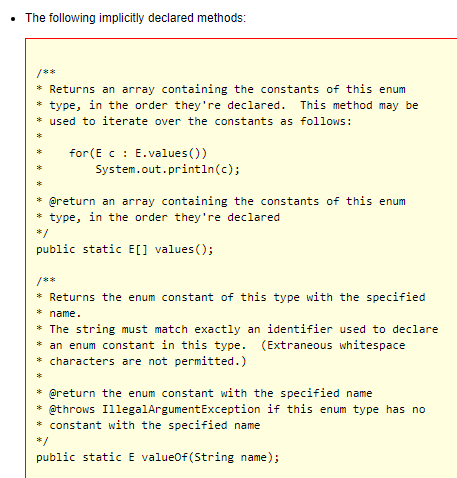 The following implicitly declared methods:
/**
* Returns an array containing the constants of this enum
* type, in the order they're declared.  This method may be
* used to iterate over the constants as follows:
*
*    for(E c : E.values())
*        System.out.println(c);
*
* @return an array containing the constants of this enum
* type, in the order they're declared
*/
public static E[] values();
/**
* Returns the enum constant of this type with the specified
* name.
* The string must match exactly an identifier used to declare
* an enum constant in this type.  (Extraneous whitespace
* characters are not permitted.)
*
* @return the enum constant with the specified name
* @throws IllegalArgumentException if this enum type has no
* constant with the specified name
*/
public static E valueOf(String name);